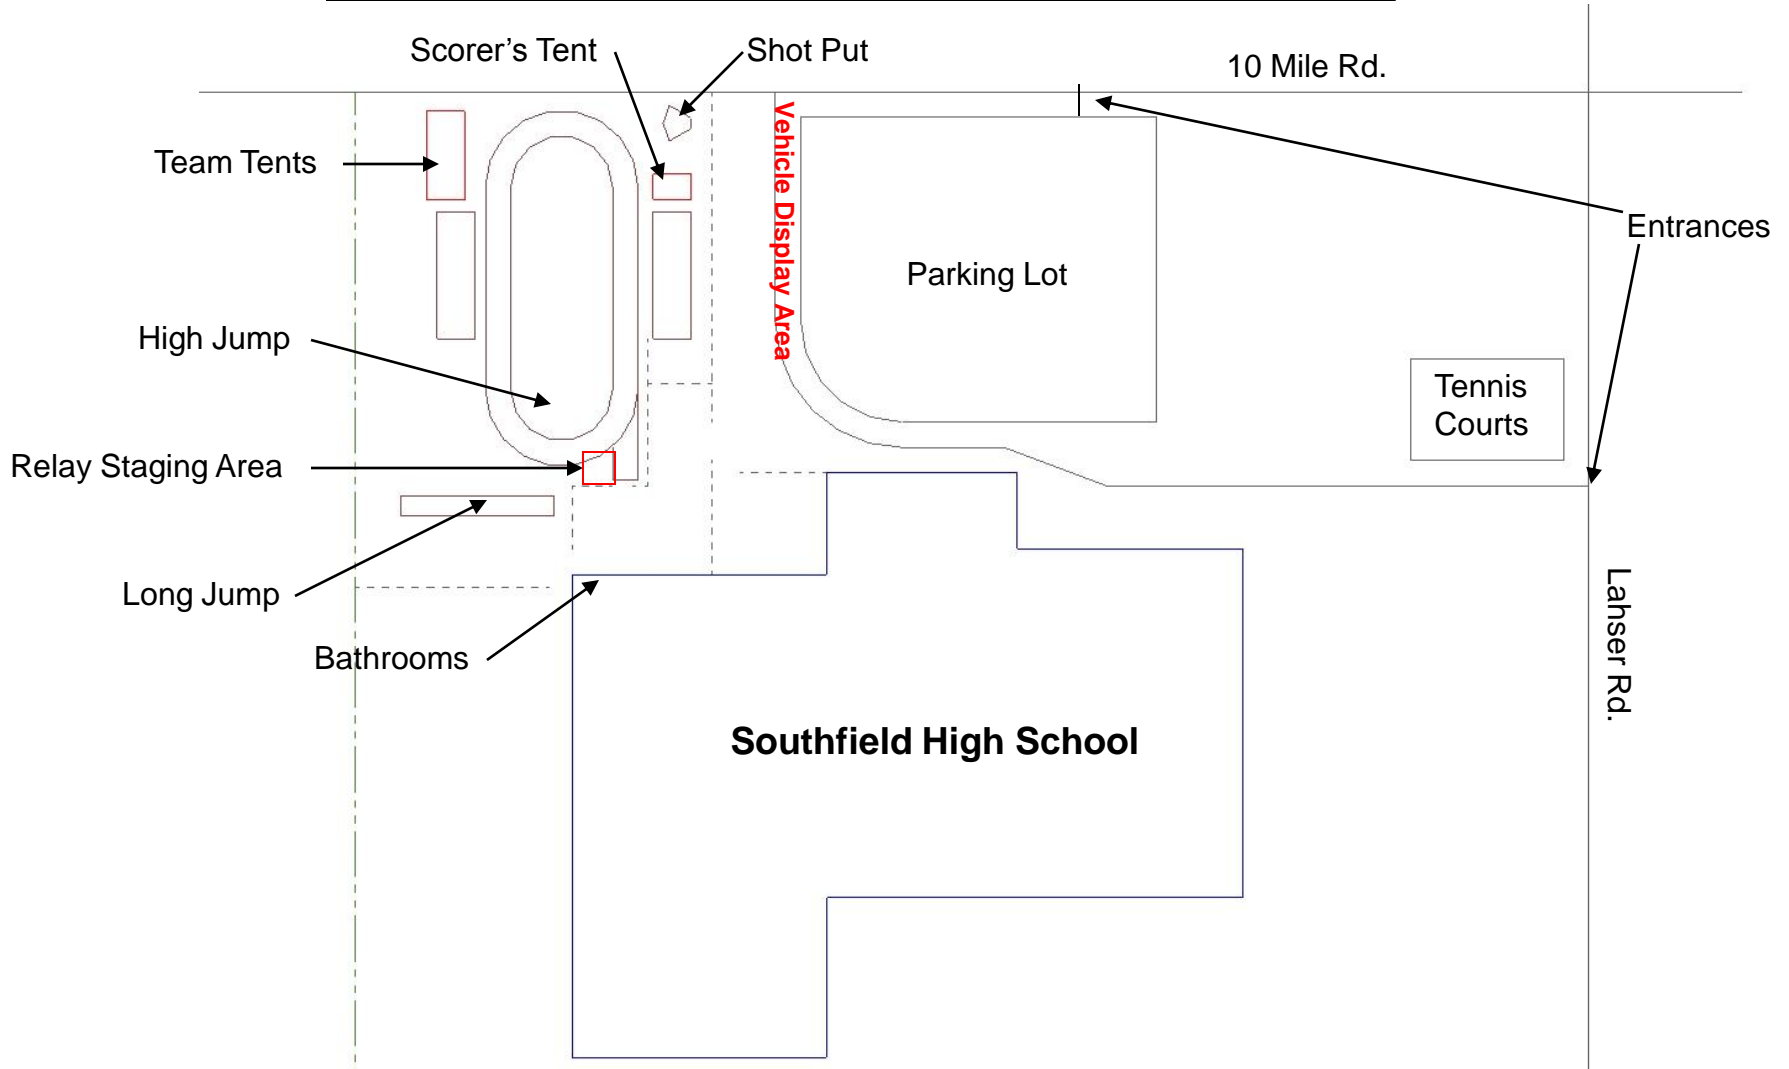 Scorer’s Tent
Shot Put
10 Mile Rd.
Team Tents
Vehicle Display Area
Entrances
Parking Lot
High Jump
Tennis
Courts
Relay Staging Area
Long Jump
Lahser Rd.
Bathrooms
Southfield High School